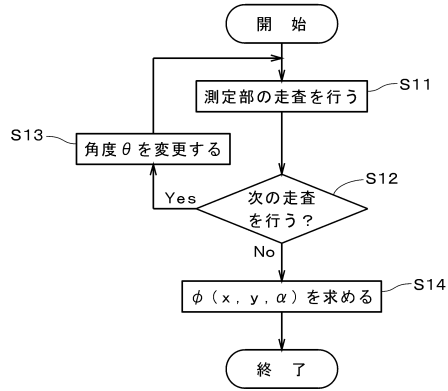 開 始
測定部の走査を行う
S11
S13
角度θを変更する
S12
次の走査
を行う？
Yes
No
φ（x，y，α）を求める
S14
終 了